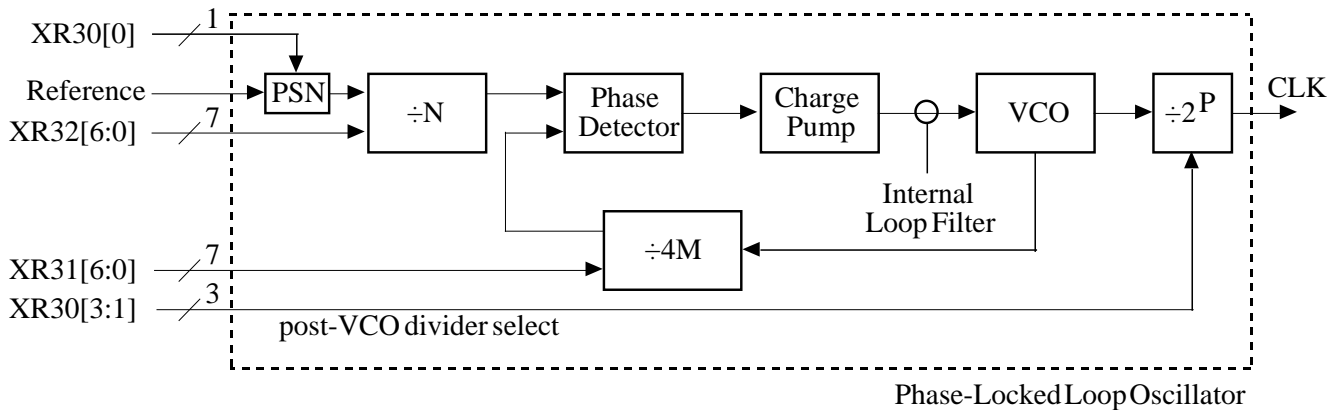 XR30[0]
1
Reference
PSN
XR32[6:0]
7
÷N
Phase
Detector
Charge
Pump
VCO
÷2^P
CLK
Internal
Loop Filter
÷4M
XR31[6:0]
7
XR30[3:1]
3
post-VCO divider select
Phase-Locked Loop Oscillator